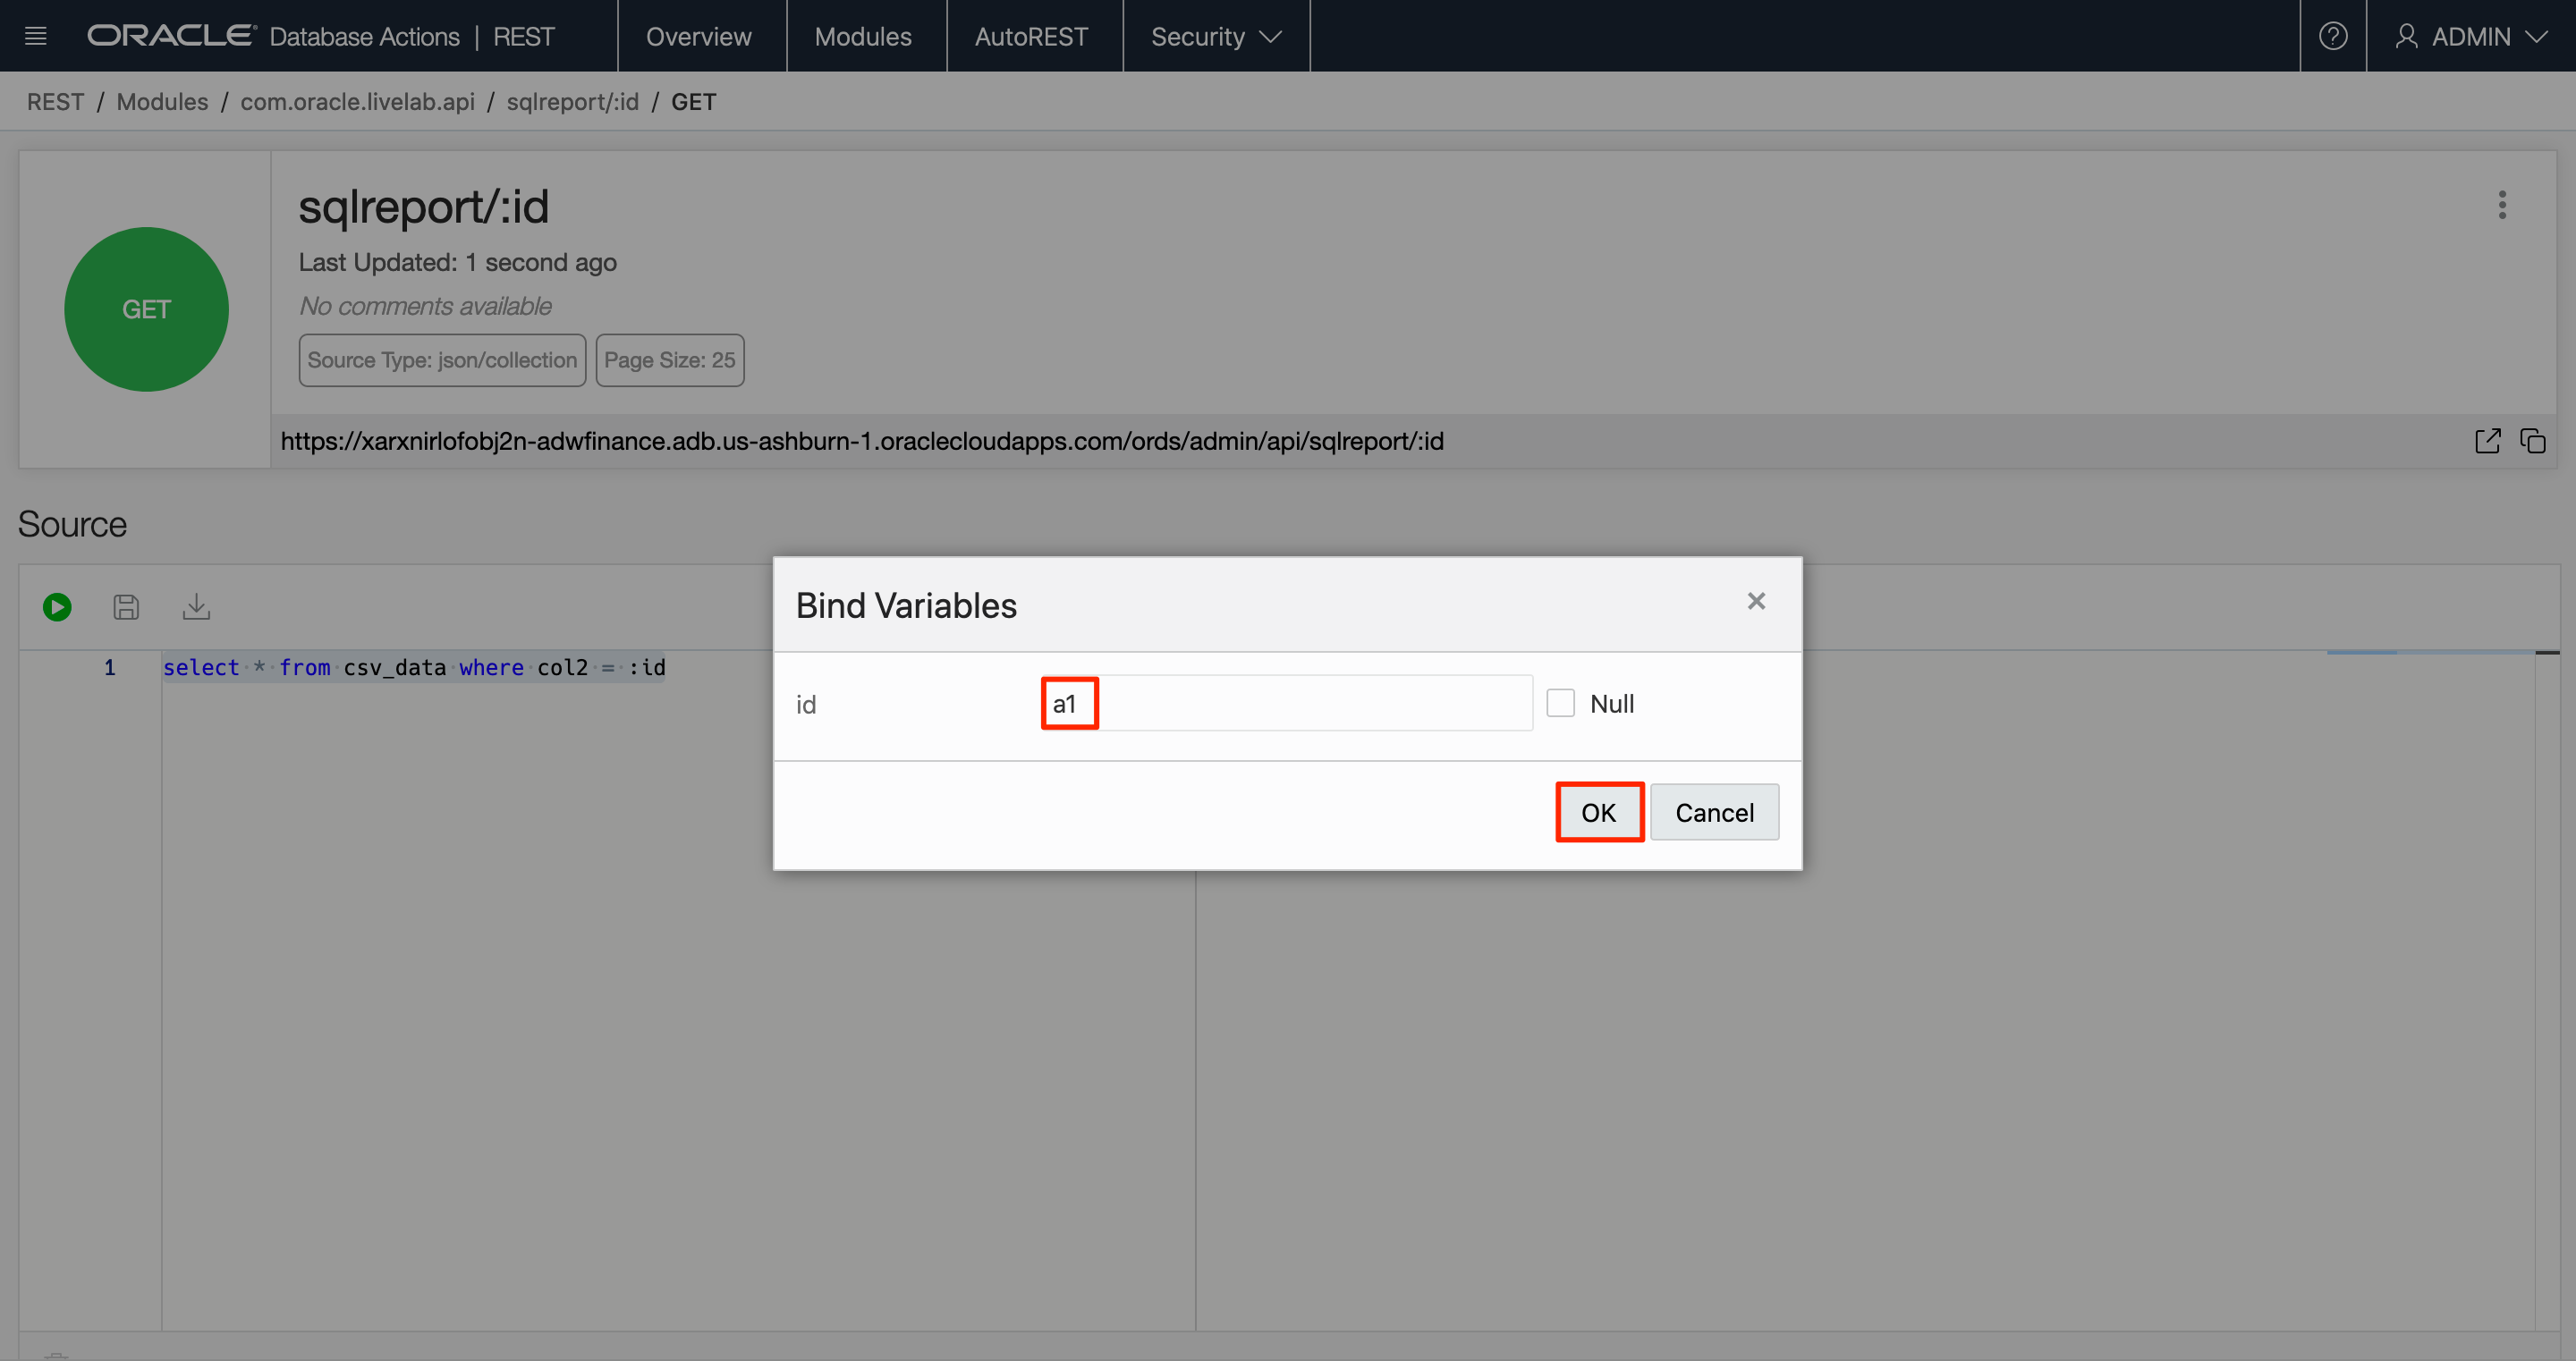 ORACLE Database Actions | REST Overview Modules AutoREST Security ADMIN
REST / Modules / com.oracle.livelab.api / sqlreport/:id / GET
sqlreport/:id
Last Updated: 1 second ago
GET
No comments available
Source Type: json/collection Page Size: 25
https://xarxnirlofobj2n-adwfinance.adb.us-ashburn-1.oraclecloudapps.com/ords/admin/api/sqlreport/:id
Source
Bind Variables
1 select * from csv_data where col2 = :id
id a1 Null
OK Cancel